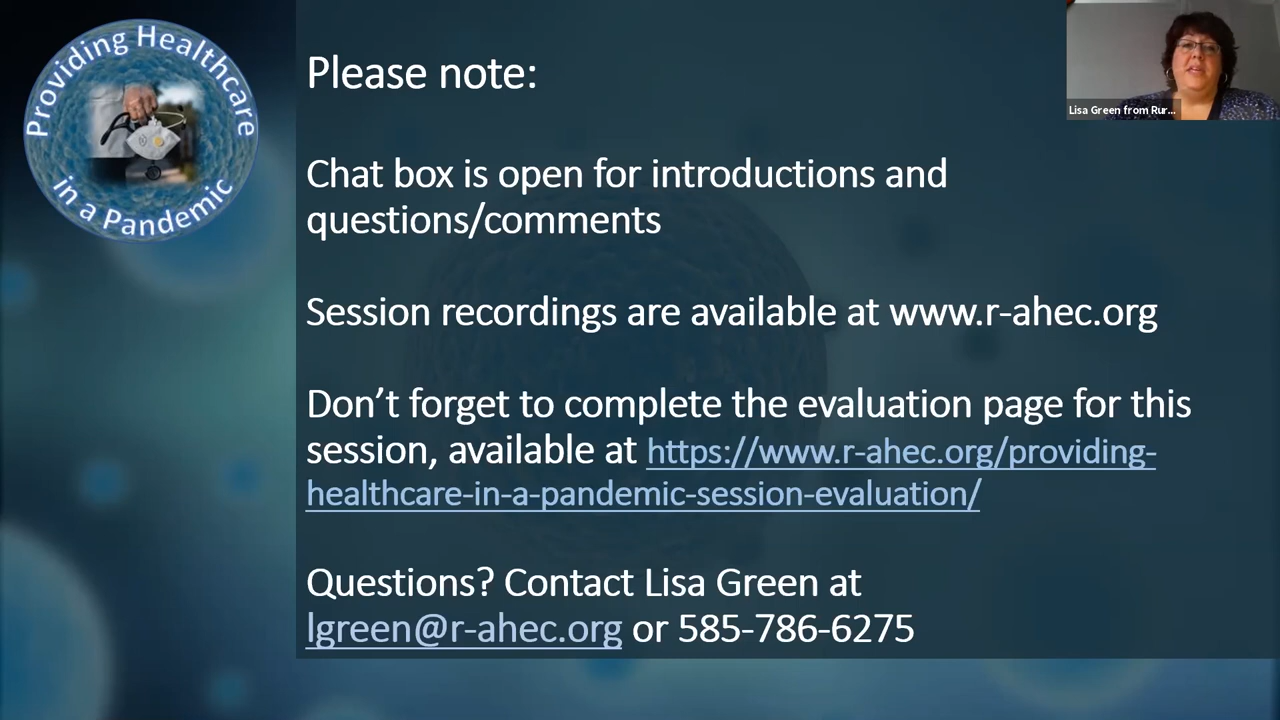 Providing Healthcare
in a Pandemic
Please note:
Lisa Green from Rur...
Chat box is open for introductions and
questions/comments
Session recordings are available at www.r-ahec.org
Don’t forget to complete the evaluation page for this
session, available at https://www.r-ahec.org/providing-
healthcare-in-a-pandemic-session-evaluation/
Questions? Contact Lisa Green at
lgreen@r-ahec.org or 585-786-6275